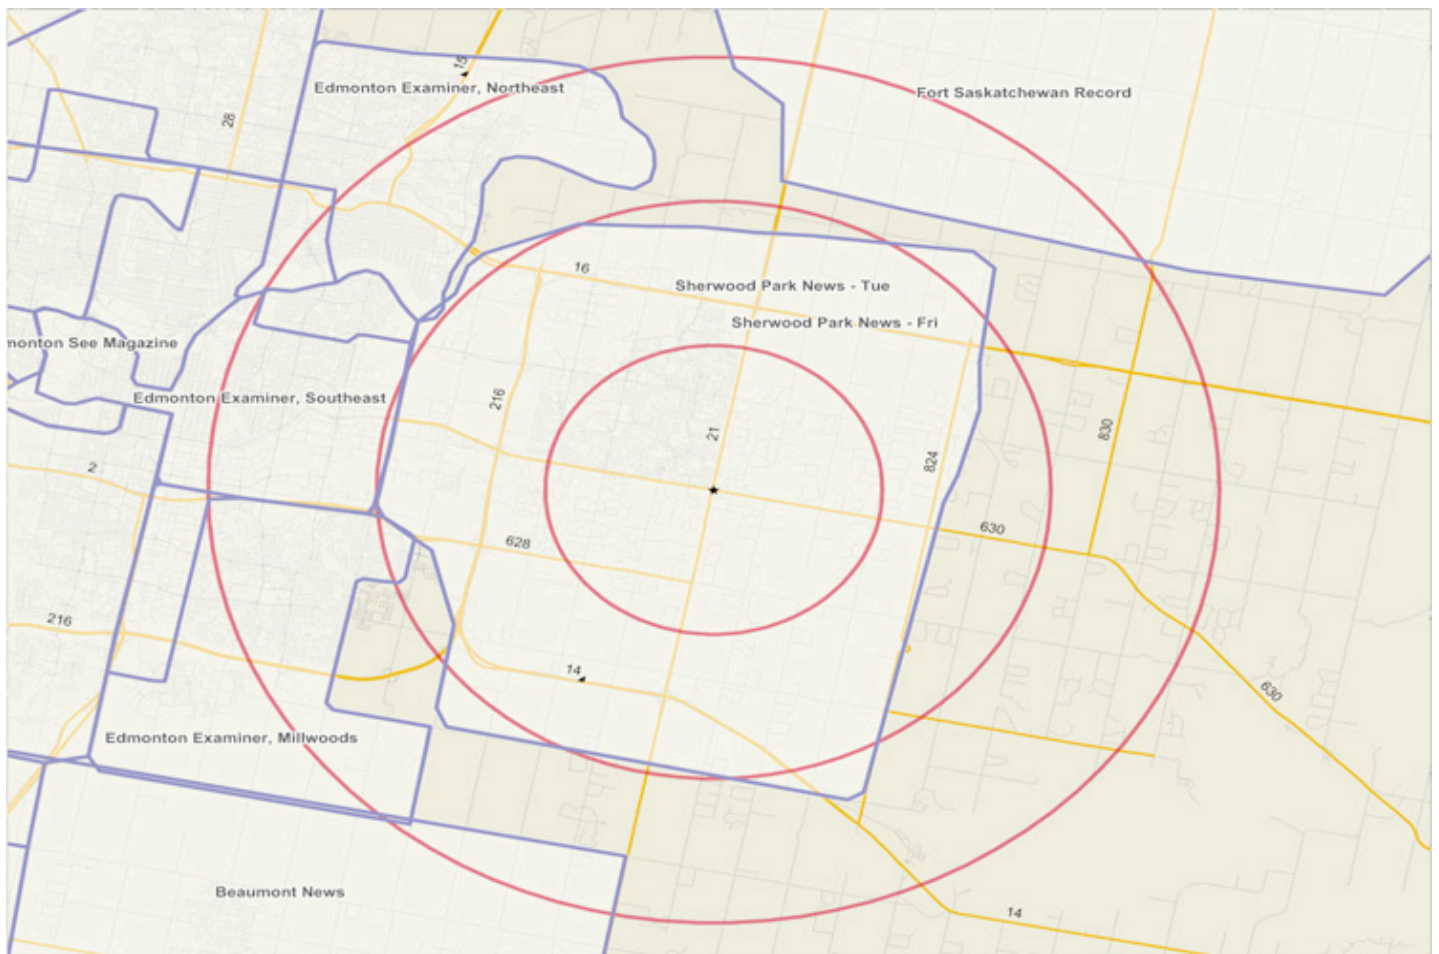 15
Edmonton Examiner, Northeast
Fort Saskatchewan Record
28
16
Sherwood Park News - Tue
Sherwood Park News - Fri
monton See Magazine
Edmonton Examiner, Southeast
216
21
830
824
2
630
628
216
14
630
Edmonton Examiner, Millwoods
Beaumont News
14